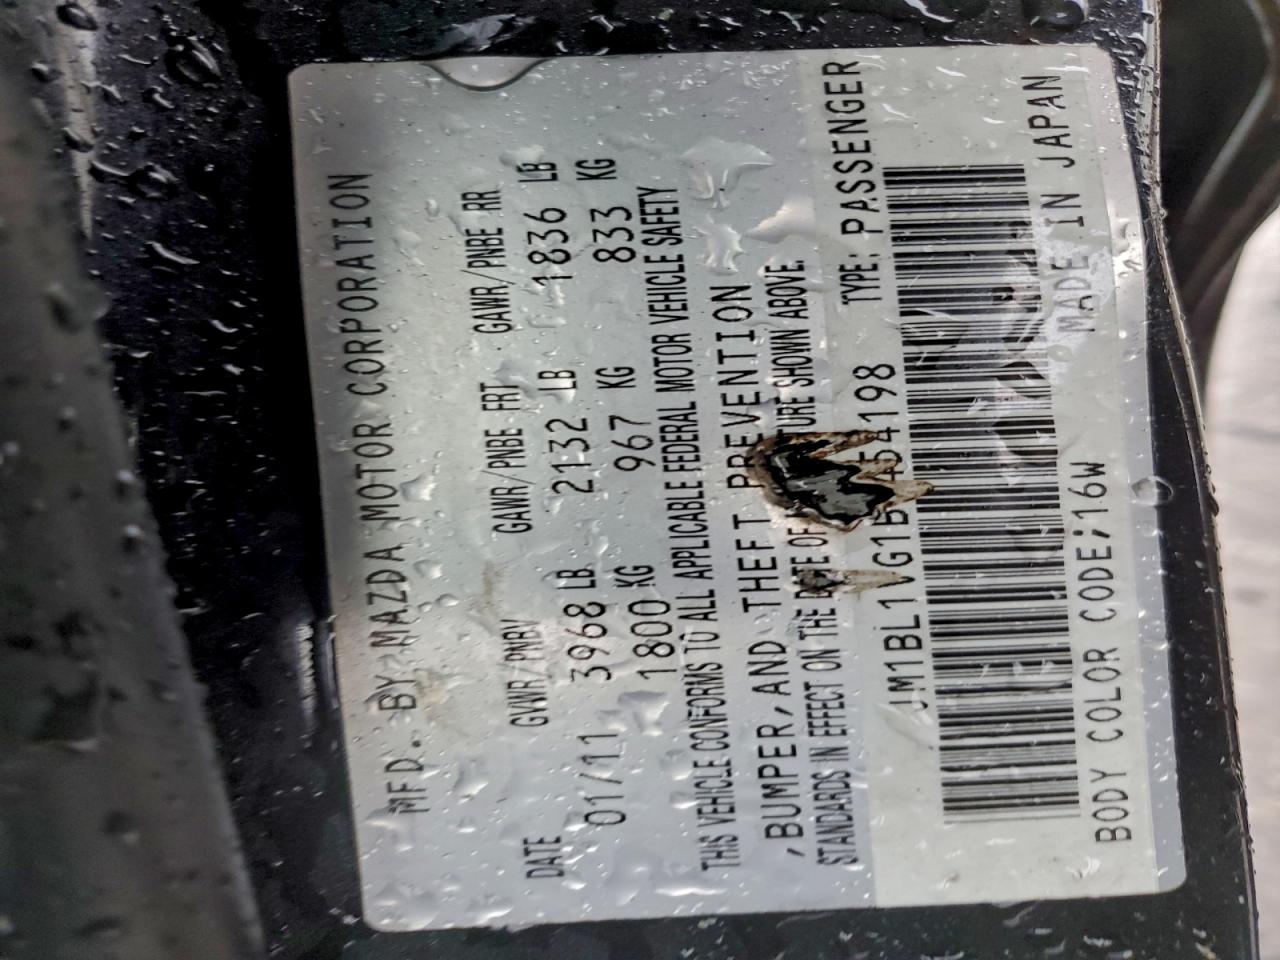 MFD. BY MAZDA MOTOR CORPORATION
DATE GVWR/PNBV GAWR/PNBE FRT GAWR/PNBE RR
01/11 3968 LB 2132 LB 1836 LB
1800 KG 967 KG 833 KG
THIS VEHICLE CONFORMS TO ALL APPLICABLE FEDERAL MOTOR VEHICLE SAFETY
,BUMPER,AND THEFT PREVENTION
STANDARDS IN EFFECT ON THE DATE OF SHOWN ABOVE.
TYPE: PASSENGER
BODY COLOR CODE;16W MADE IN JAPAN